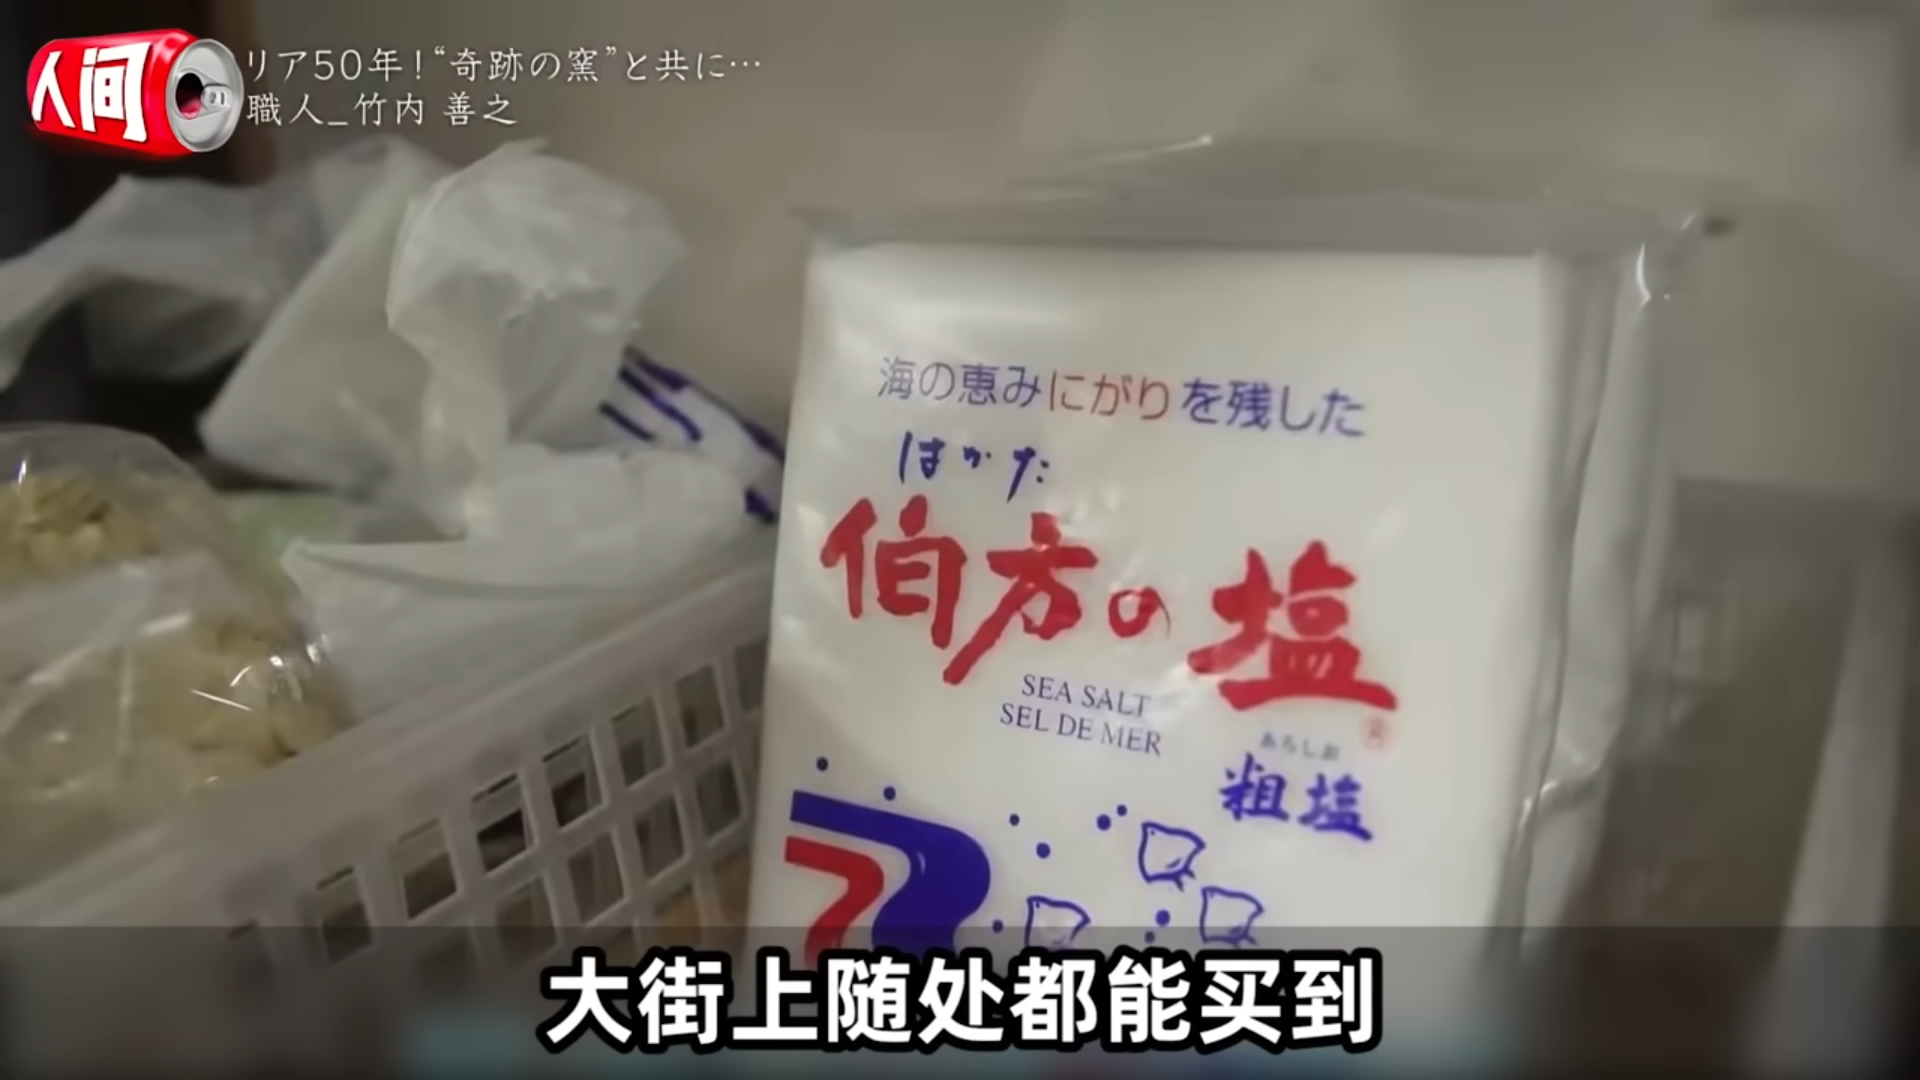 人间
リア50年!“奇跡の窯”と共に…
職人_竹内 善之
海の恵みにがりを残した
はかた
伯方の塩
SEA SALT
SEL DE MER
あらしお
粗塩
大街上随处都能买到